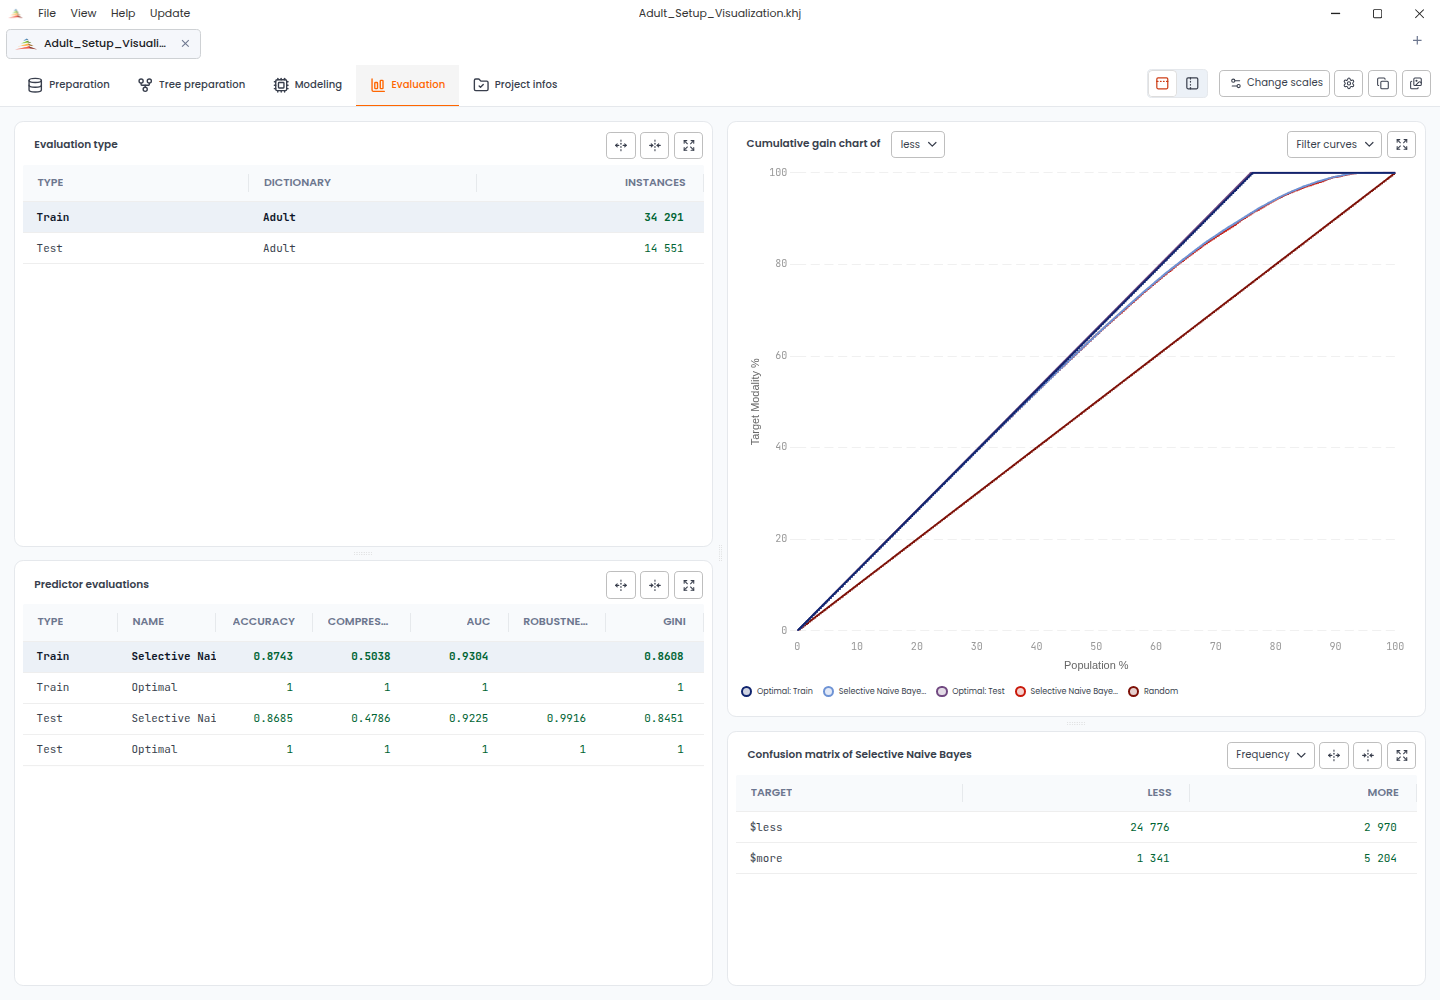 File View Help Update
Adult_Setup_Visualization.khj
Adult_Setup_Visuali...
Preparation Tree preparation Modeling Evaluation Project infos
Change scales
Evaluation type
TYPE DICTIONARY INSTANCES
Train Adult 34 291
Test Adult 14 551
Predictor evaluations
TYPE NAME ACCURACY COMPRES... AUC ROBUSTNE... GINI
Train Selective Nai 0.8743 0.5038 0.9304 0.8608
Train Optimal 1 1 1 1
Test Selective Nai 0.8685 0.4786 0.9225 0.9916 0.8451
Test Optimal 1 1 1 1 1
Cumulative gain chart of less
Filter curves
100
80
60
40
20
0
Target Modality %
0 10 20 30 40 50 60 70 80 90 100
Population %
Optimal: Train Selective Naive Baye... Optimal: Test Selective Naive Baye... Random
Confusion matrix of Selective Naive Bayes
Frequency
TARGET LESS MORE
$less 24 776 2 970
$more 1 341 5 204